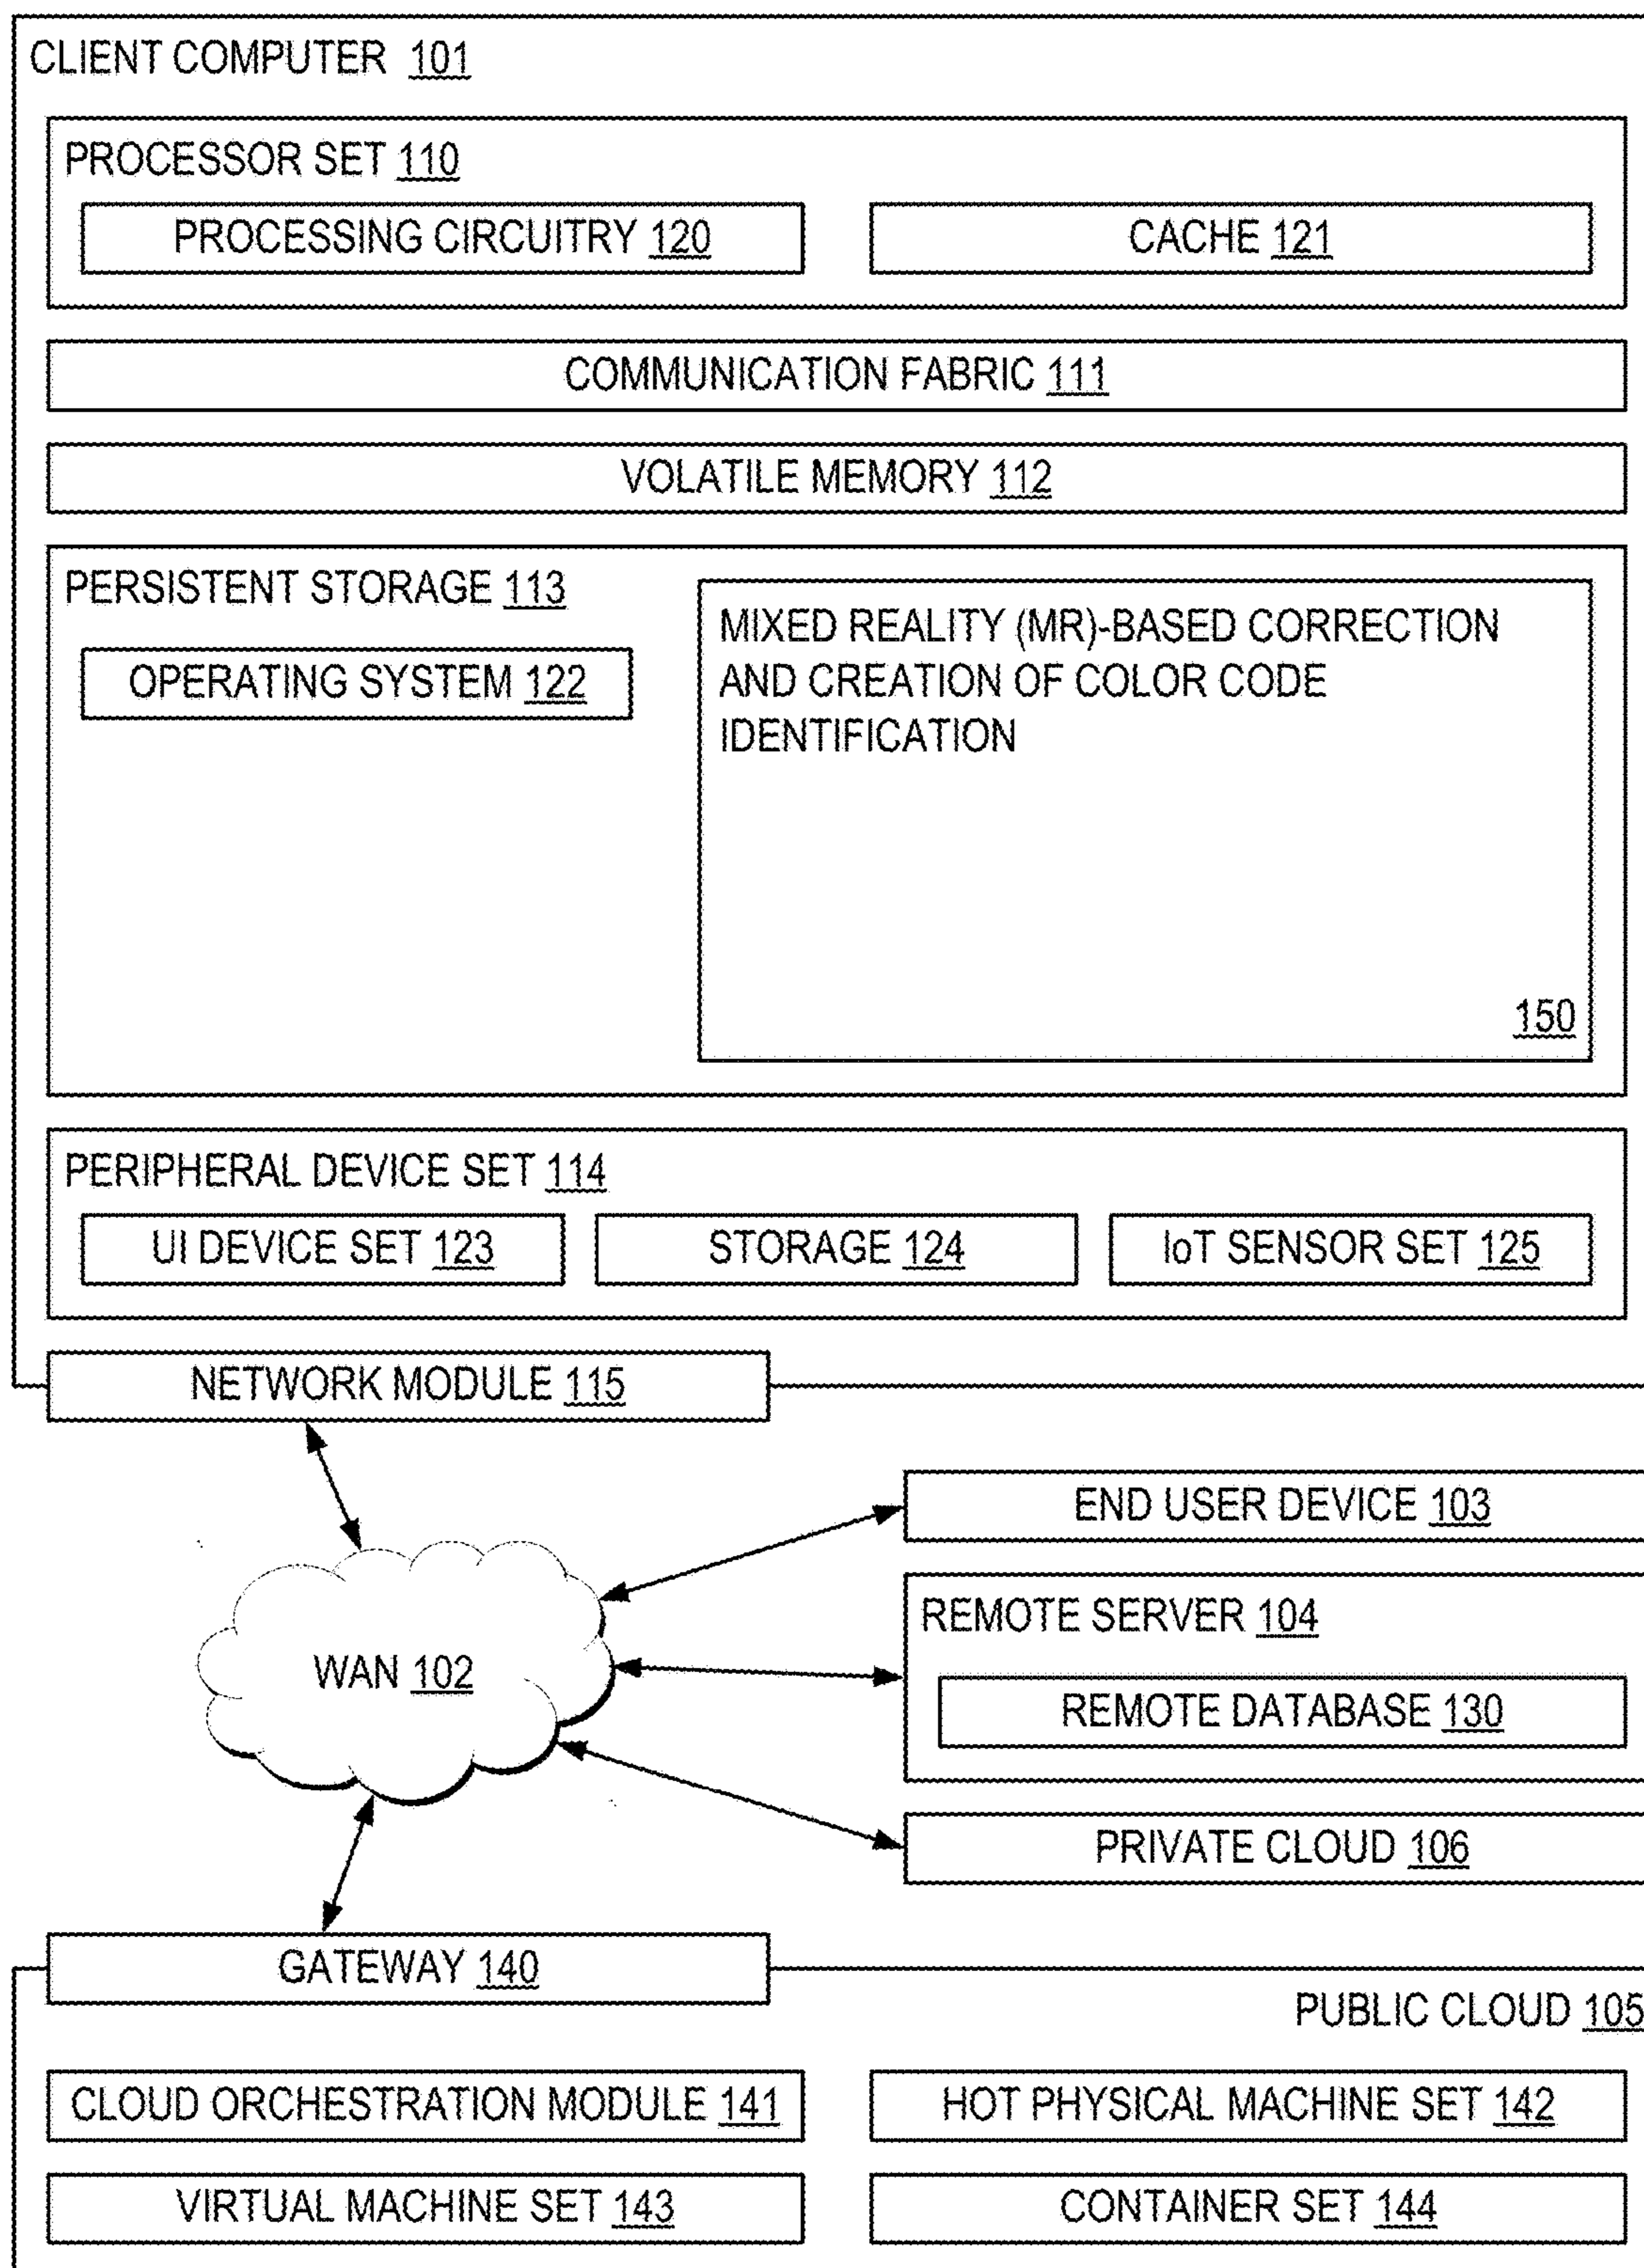 CLIENT COMPUTER 101
PROCESSOR SET 110
PROCESSING CIRCUITRY 120
CACHE 121
COMMUNICATION FABRIC 111
VOLATILE MEMORY 112
PERSISTENT STORAGE 113
OPERATING SYSTEM 122
MIXED REALITY (MR)-BASED CORRECTION
AND CREATION OF COLOR CODE
IDENTIFICATION
150
PERIPHERAL DEVICE SET 114
UI DEVICE SET 123
STORAGE 124
IoT SENSOR SET 125
NETWORK MODULE 115
WAN 102
END USER DEVICE 103
REMOTE SERVER 104
REMOTE DATABASE 130
PRIVATE CLOUD 106
GATEWAY 140
PUBLIC CLOUD 105
CLOUD ORCHESTRATION MODULE 141
HOT PHYSICAL MACHINE SET 142
VIRTUAL MACHINE SET 143
CONTAINER SET 144